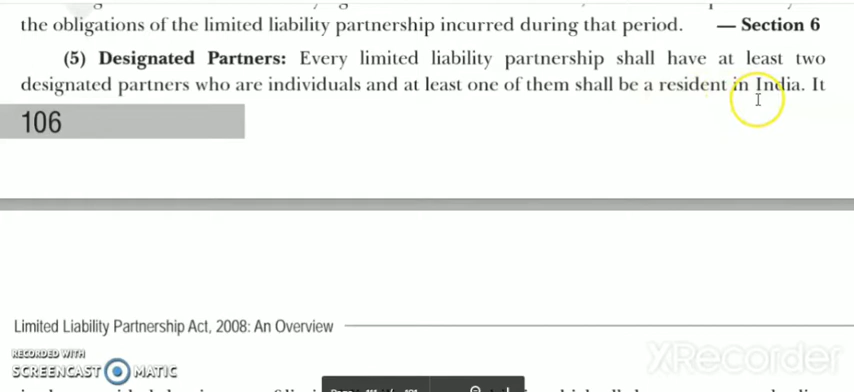 the obligations of the limited liability partnership incurred during that period. — Section 6
(5) Designated Partners: Every limited liability partnership shall have at least two
designated partners who are individuals and at least one of them shall be a resident in India. It
106
Limited Liability Partnership Act, 2008: An Overview
RECORDED WITH
SCREENCAST MATIC
XRecorder